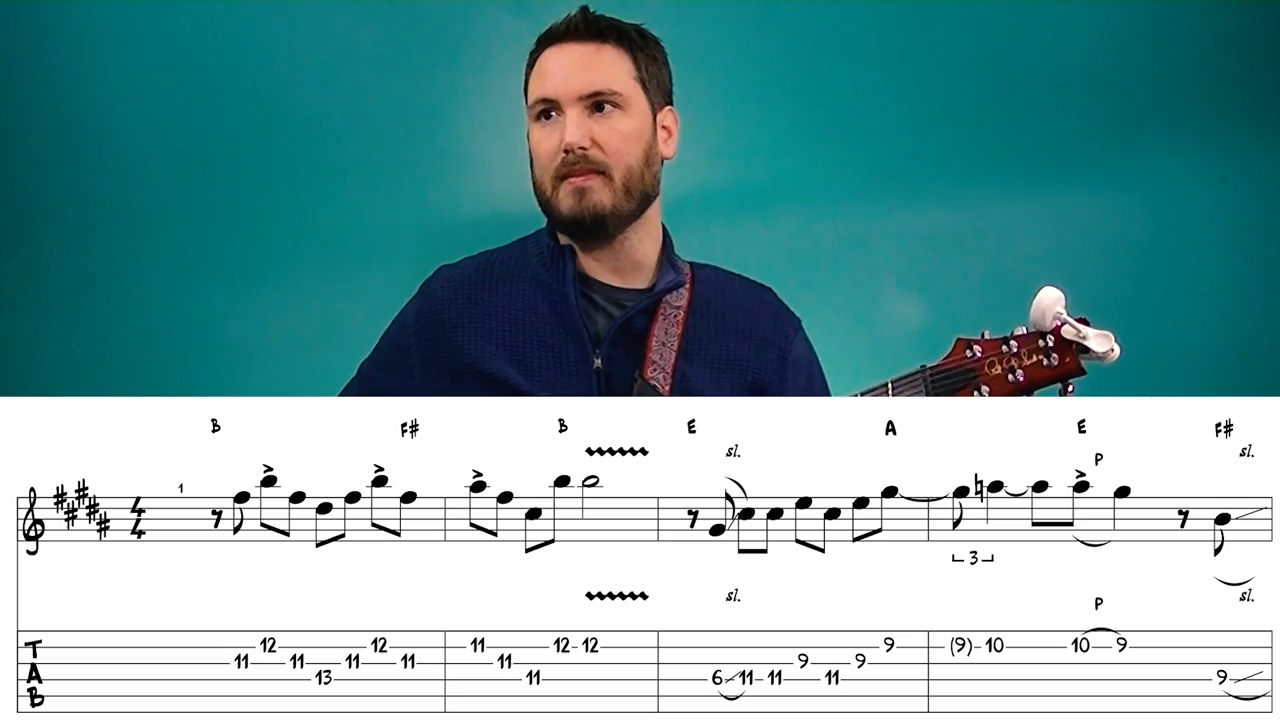 B F# B E A E F#
sl. P sl.
1
4
4
3
sl. P sl.
12 12 11 12 12 9 (9) 10 10 9
T 11 11 11 11 11 9 9
A 13 11 6 11 11 11 9
B